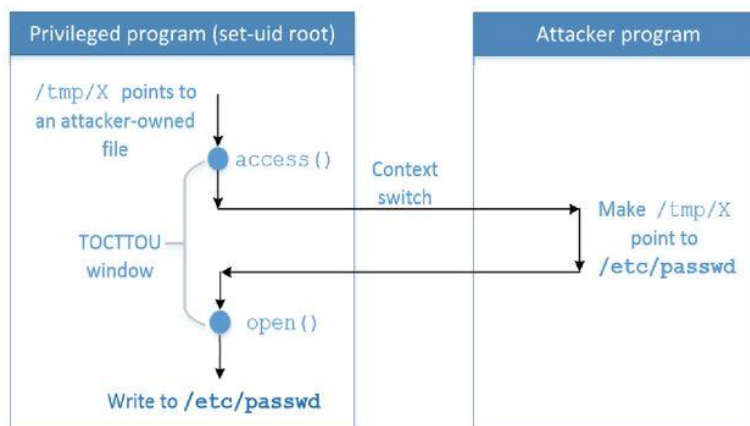 Privileged program (set-uid root)
Attacker program
/tmp/X points to
an attacker-owned
file
access()
Context
switch
Make /tmp/X
point to
/etc/passwd
TOCTTOU
window
open()
Write to /etc/passwd